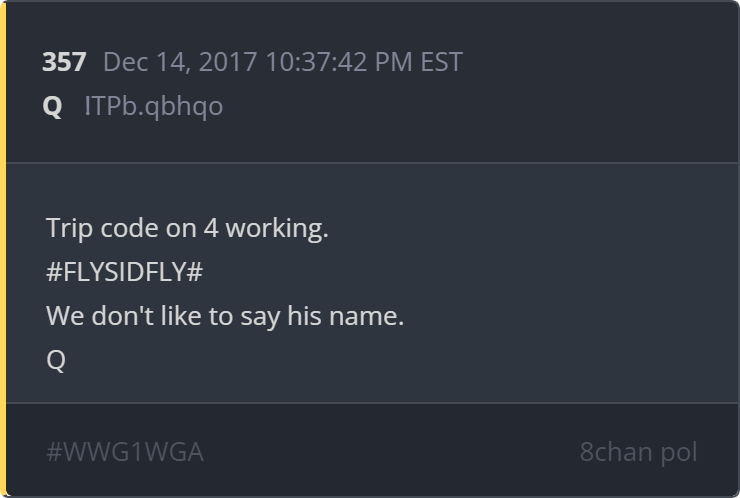 357 Dec 14, 2017 10:37:42 PM EST
Q ITPb.qbhqo
Trip code on 4 working.
#FLYSIDFLY#
We don't like to say his name.
Q
#WWG1WGA 8chan pol